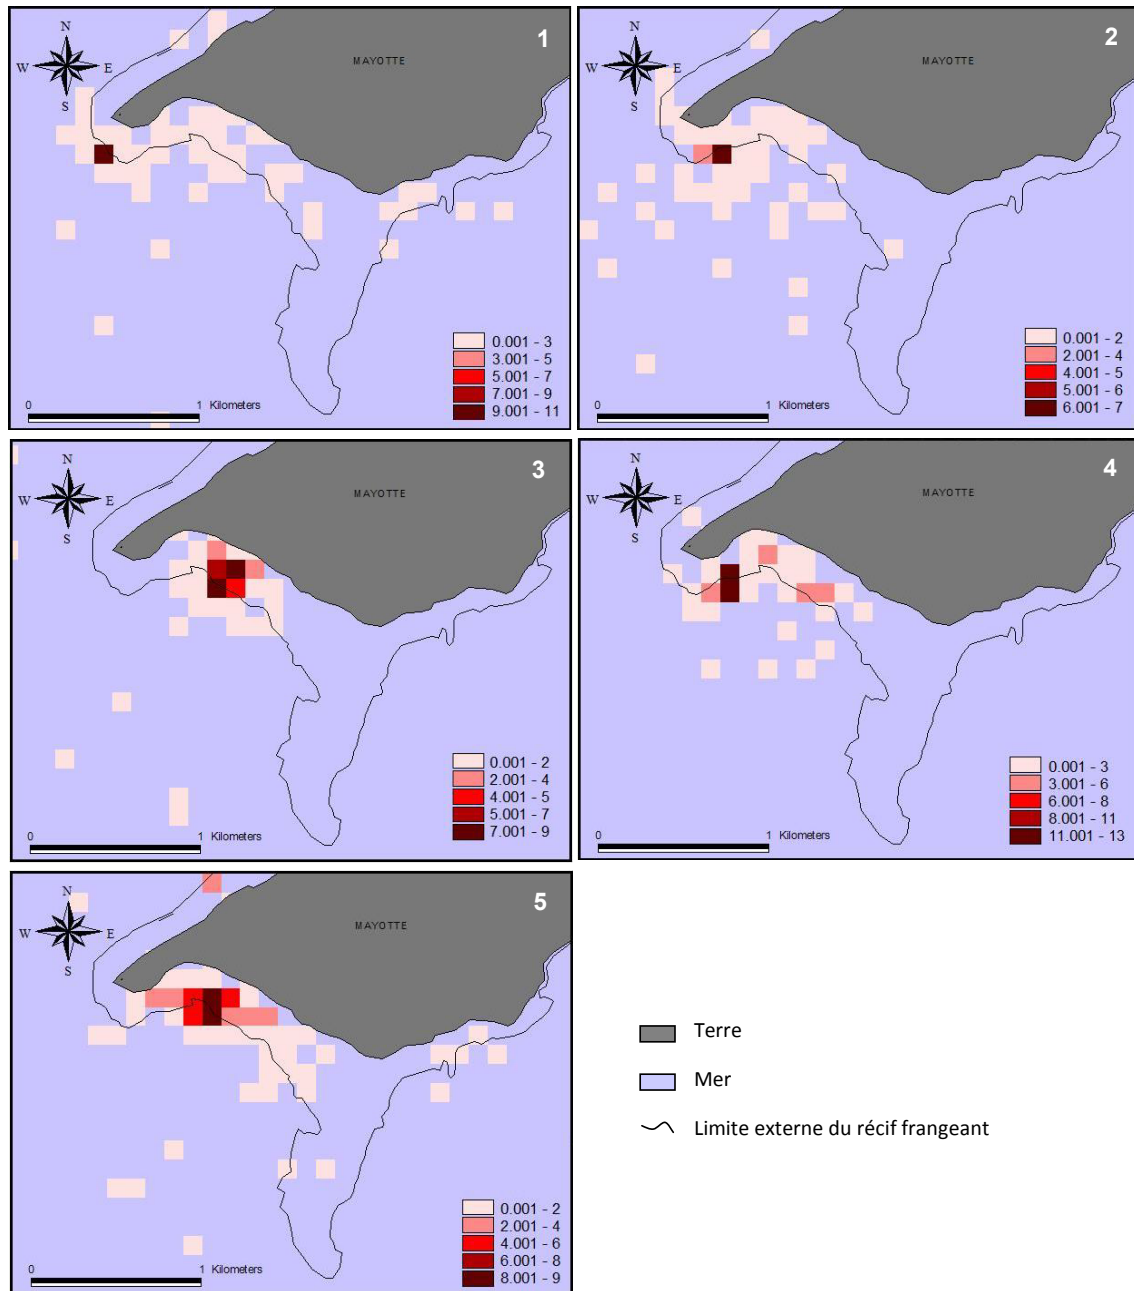 1
N
W E
S
MAYOTTE
0.001 - 3
3.001 - 5
5.001 - 7
7.001 - 9
9.001 - 11
0 1 Kilometers
2
N
W E
S
MAYOTTE
0.001 - 2
2.001 - 4
4.001 - 5
5.001 - 6
6.001 - 7
0 1 Kilometers
3
N
W E
S
MAYOTTE
0.001 - 2
2.001 - 4
4.001 - 5
5.001 - 7
7.001 - 9
0 1 Kilometers
4
N
W E
S
MAYOTTE
0.001 - 3
3.001 - 6
6.001 - 8
8.001 - 11
11.001 - 13
0 1 Kilometers
5
N
W E
S
MAYOTTE
0.001 - 2
2.001 - 4
4.001 - 6
6.001 - 8
8.001 - 9
0 1 Kilometers
Terre
Mer
Limite externe du récif frangeant